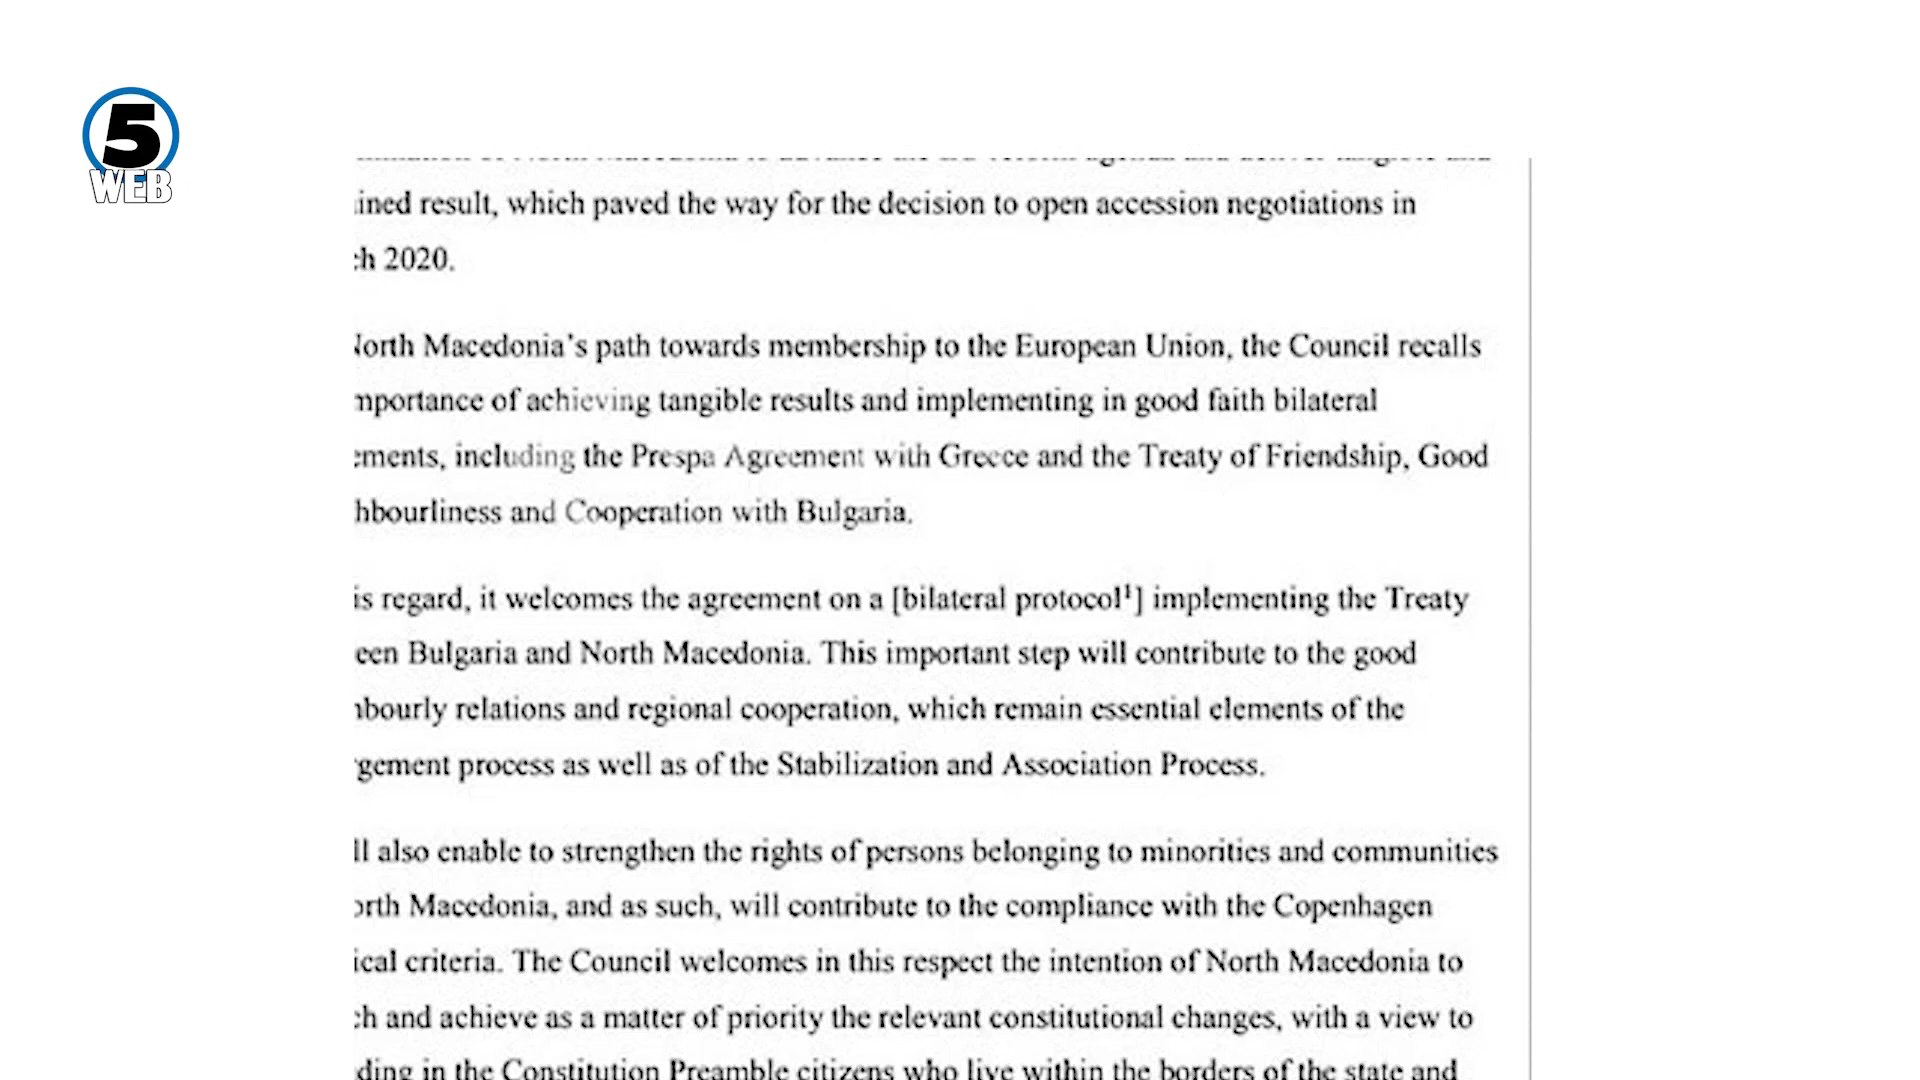 5
WEB
ined result, which paved the way for the decision to open accession negotiations in
ch 2020.
North Macedonia's path towards membership to the European Union, the Council recalls
mportance of achieving tangible results and implementing in good faith bilateral
ements, including the Prespa Agreement with Greece and the Treaty of Friendship, Good
hbourliness and Cooperation with Bulgaria.
is regard, it welcomes the agreement on a [bilateral protocol¹] implementing the Treaty
een Bulgaria and North Macedonia. This important step will contribute to the good
bourly relations and regional cooperation, which remain essential elements of the
gement process as well as of the Stabilization and Association Process.
ll also enable to strengthen the rights of persons belonging to minorities and communities
orth Macedonia, and as such, will contribute to the compliance with the Copenhagen
ical criteria. The Council welcomes in this respect the intention of North Macedonia to
ch and achieve as a matter of priority the relevant constitutional changes, with a view to
ding in the Constitution Preamble citizens who live within the borders of the state and